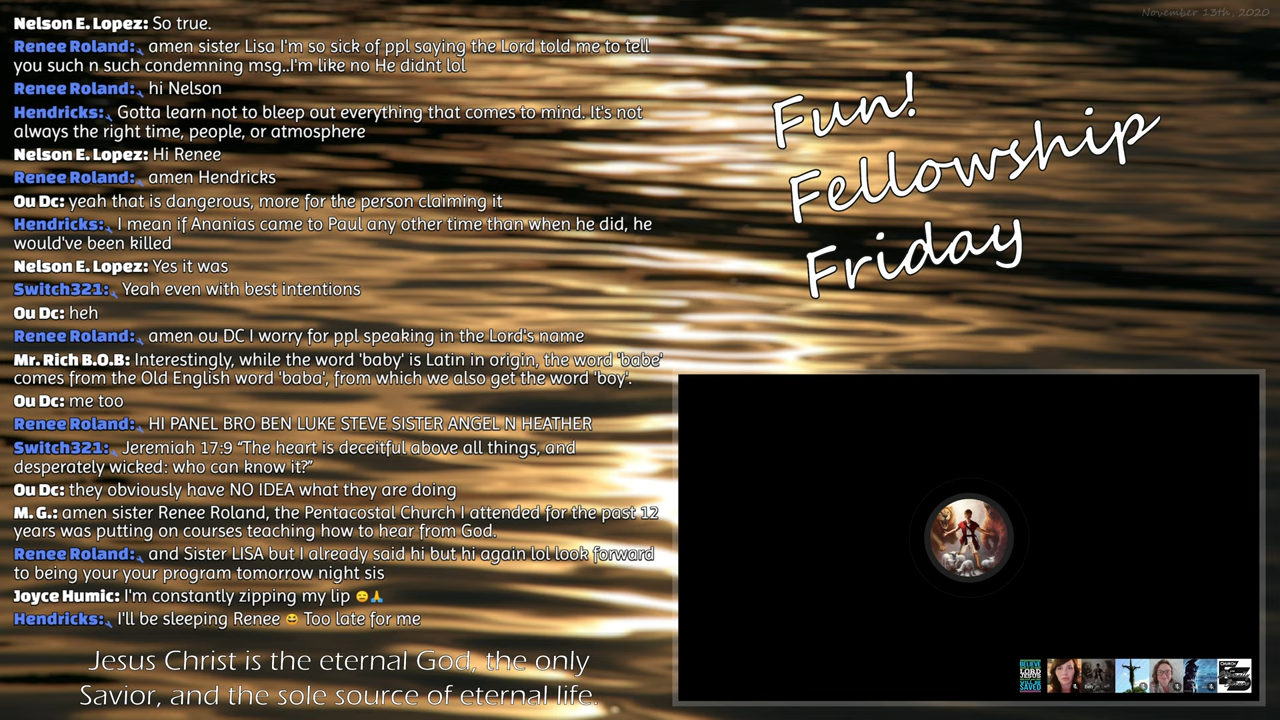 November 13th, 2020
Nelson E. Lopez: So true.
Renee Roland: amen sister Lisa I'm so sick of ppl saying the Lord told me to tell
you such n such condemning msg..I'm like no He didnt lol
Renee Roland: hi Nelson
Hendricks: Gotta learn not to bleep out everything that comes to mind. It's not
always the right time, people, or atmosphere
Nelson E. Lopez: Hi Renee
Renee Roland: amen Hendricks
Ou Dc: yeah that is dangerous, more for the person claiming it
Hendricks: I mean if Ananias came to Paul any other time than when he did, he
would've been killed
Nelson E. Lopez: Yes it was
Switch321: Yeah even with best intentions
Ou Dc: heh
Renee Roland: amen ou DC I worry for ppl speaking in the Lord's name
Mr. Rich B.O.B: Interestingly, while the word 'baby' is Latin in origin, the word 'babe'
comes from the Old English word 'baba', from which we also get the word 'boy'.
Ou Dc: me too
Renee Roland: HI PANEL BRO BEN LUKE STEVE SISTER ANGEL N HEATHER
Switch321: Jeremiah 17:9 “The heart is deceitful above all things, and
desperately wicked: who can know it?”
Ou Dc: they obviously have NO IDEA what they are doing
M. G.: amen sister Renee Roland, the Pentacostal Church I attended for the past 12
years was putting on courses teaching how to hear from God.
Renee Roland: and Sister LISA but I already said hi but hi again lol look forward
to being your your program tomorrow night sis
Joyce Humic: I'm constantly zipping my lip 😑🙏
Hendricks: I'll be sleeping Renee 😄 Too late for me
Jesus Christ is the eternal God, the only
Savior, and the sole source of eternal life.
Fun!
Fellowship
Friday
BELIEVE
LORD
JESUS
SAVED
CHURCH